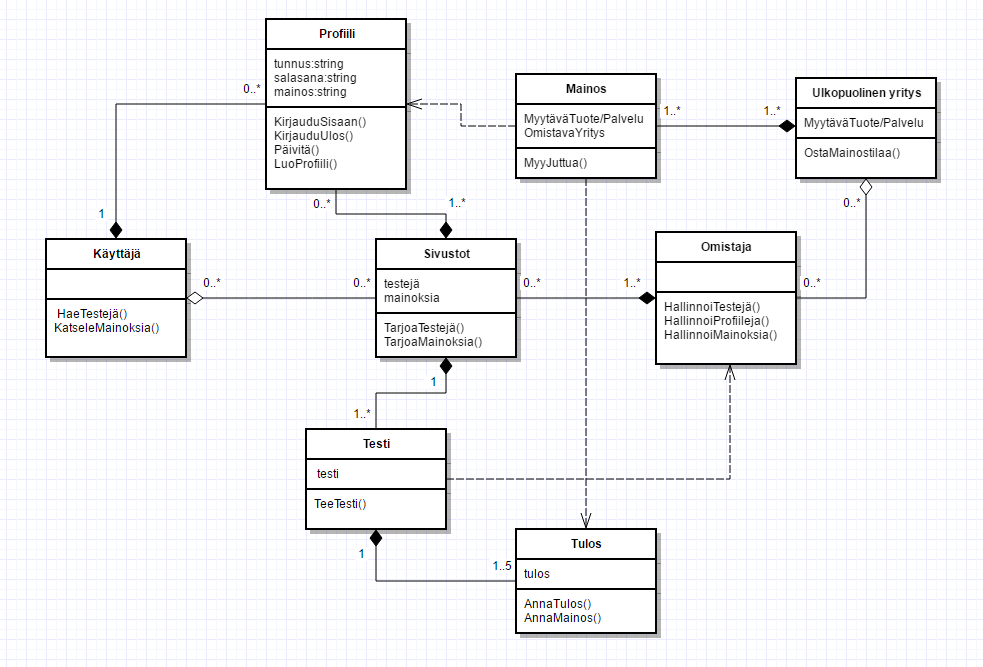 Profiili
tunnus:string
salasana:string
mainos:string
KirjauduSisaan()
KirjauduUlos()
Päivitä()
LuoProfiili()
Mainos
MyytäväTuote/Palvelu
OmistavaYritys
MyyJuttua()
Ulkopuolinen yritys
MyytäväTuote/Palvelu
OstaMainostilaa()
0..*
1..*
1..*
0..*
1..*
0..*
1
Käyttäjä
HaeTestejä()
KatseleMainoksia()
Sivustot
testejä
mainoksia
TarjoaTestejä()
TarjoaMainoksia()
Omistaja
HallinnoiTestejä()
HallinnoiProfiileja()
HallinnoiMainoksia()
0..*
0..*
0..*
1..*
0..*
1
1..*
Testi
testi
TeeTesti()
1
1..5
Tulos
tulos
AnnaTulos()
AnnaMainos()